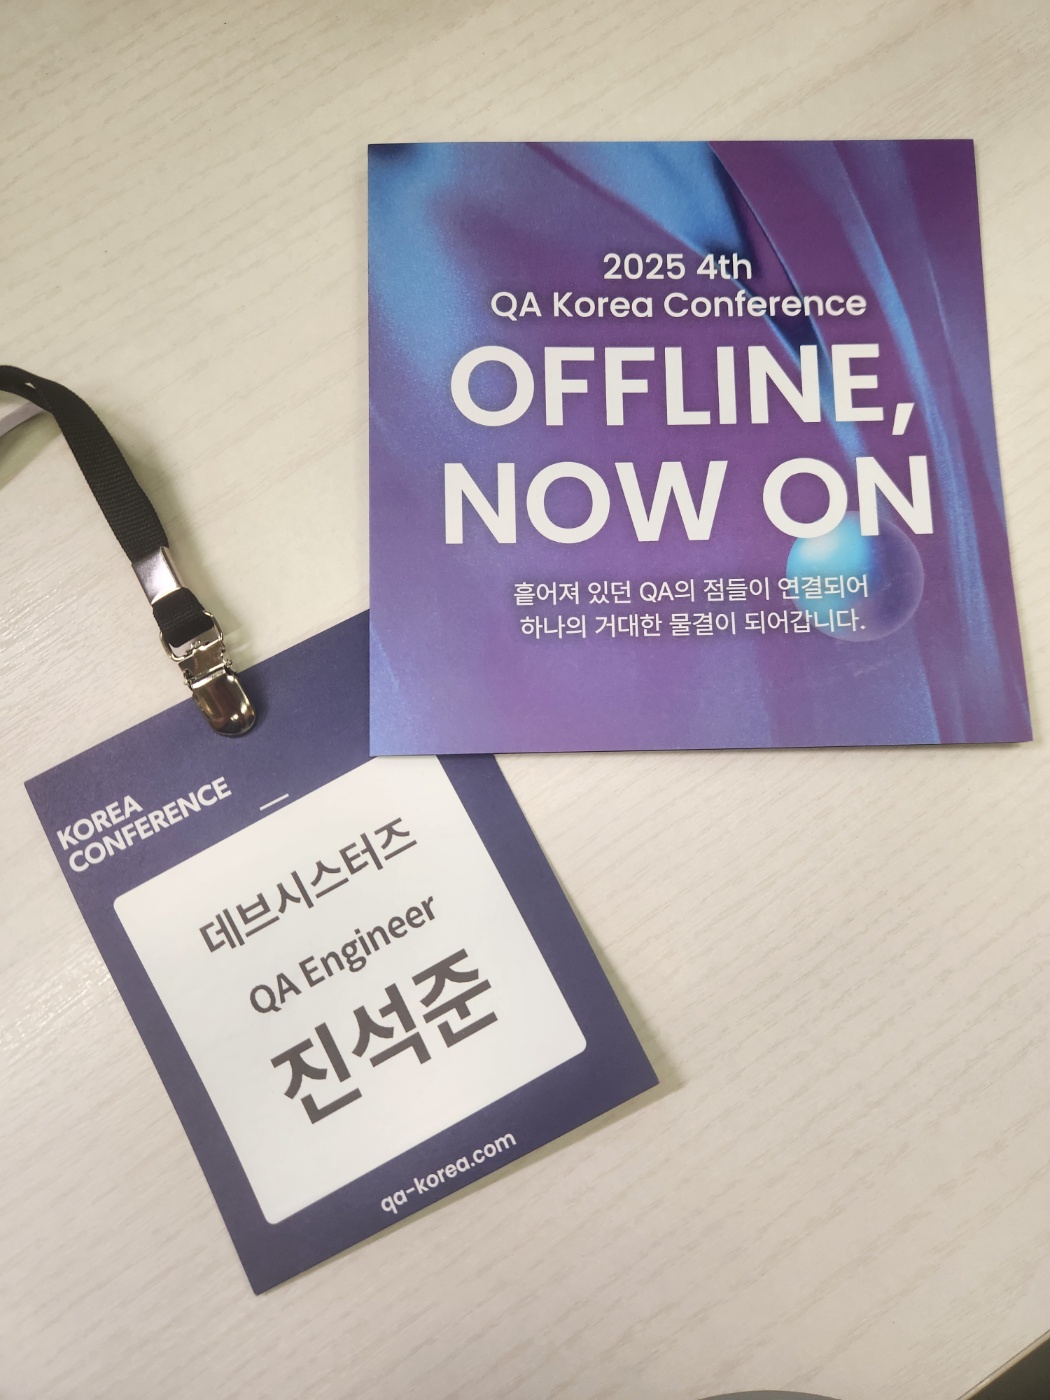 2025 4th
QA Korea Conference
OFFLINE,
NOW ON
흩어져 있던 QA의 점들이 연결되어
하나의 거대한 물결이 되어갑니다.
KOREA
CONFERENCE
데브시스터즈
QA Engineer
진석준
qa-korea.com